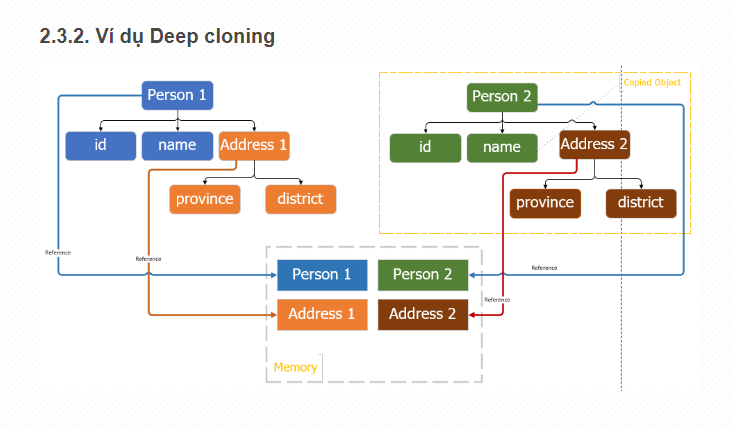 2.3.2. Ví dụ Deep cloning
Copied Object
Person 1
Person 2
id
name
Address 1
id
name
Address 2
province
district
province
district
Reference
Reference
Reference
Reference
Person 1
Person 2
Address 1
Address 2
Memory